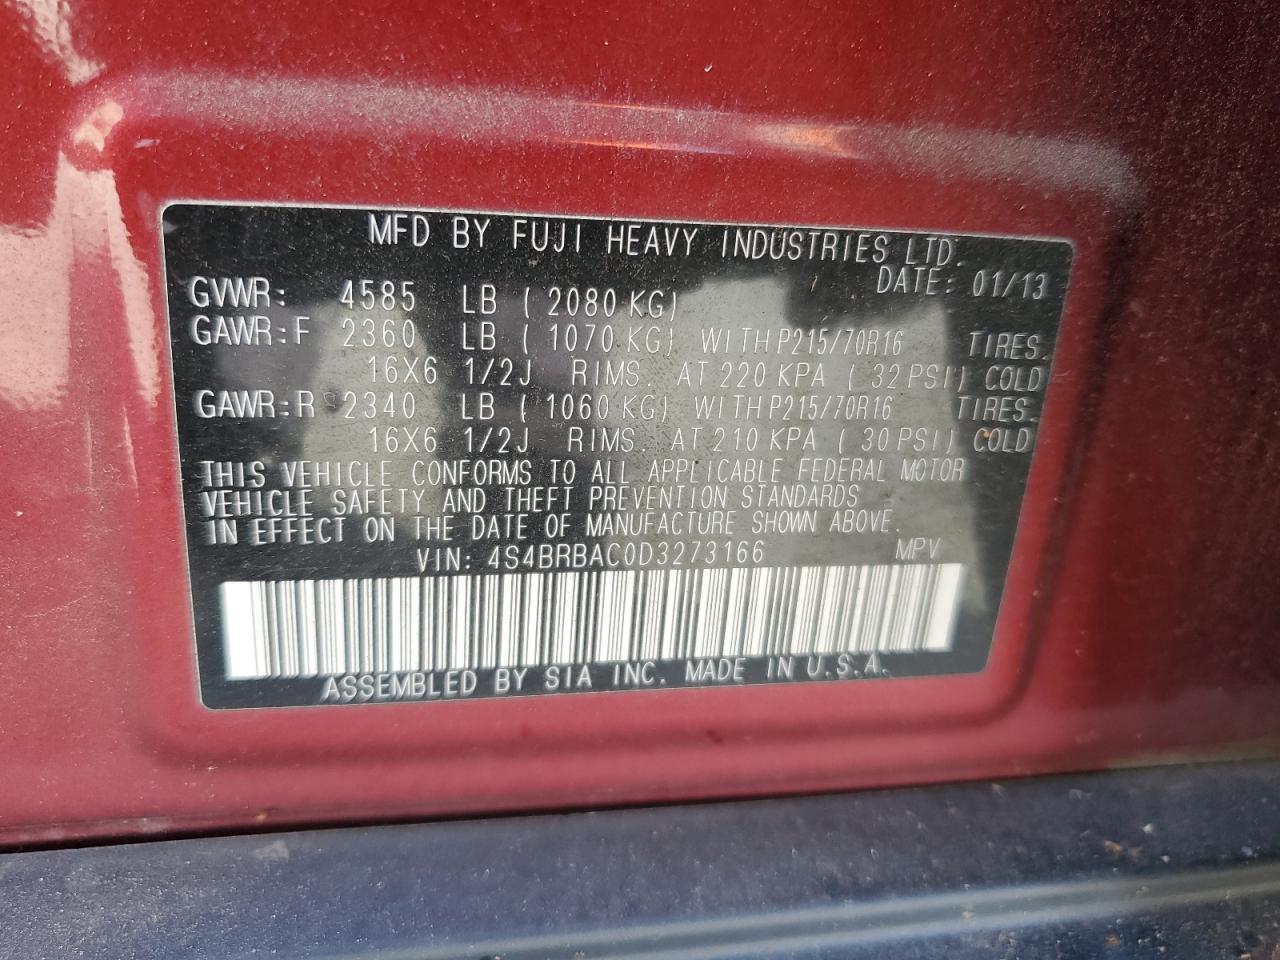 MFD BY FUJI HEAVY INDUSTRIES LTD.
DATE: 01/13
GVWR: 4585 LB ( 2080 KG)
GAWR:F 2360 LB ( 1070 KG) WITH P215/70R16 TIRES.
16X6 1/2J RIMS. AT 220 KPA ( 32 PSI) COLD
GAWR:R 2340 LB ( 1060 KG) WITH P215/70R16 TIRES.
16X6 1/2J RIMS. AT 210 KPA ( 30 PSI) COLD
THIS VEHICLE CONFORMS TO ALL APPLICABLE FEDERAL MOTOR
VEHICLE SAFETY AND THEFT PREVENTION STANDARDS
IN EFFECT ON THE DATE OF MANUFACTURE SHOWN ABOVE.
VIN: 4S4BRBAC0D3273166 MPV
ASSEMBLED BY SIA INC. MADE IN U.S.A.